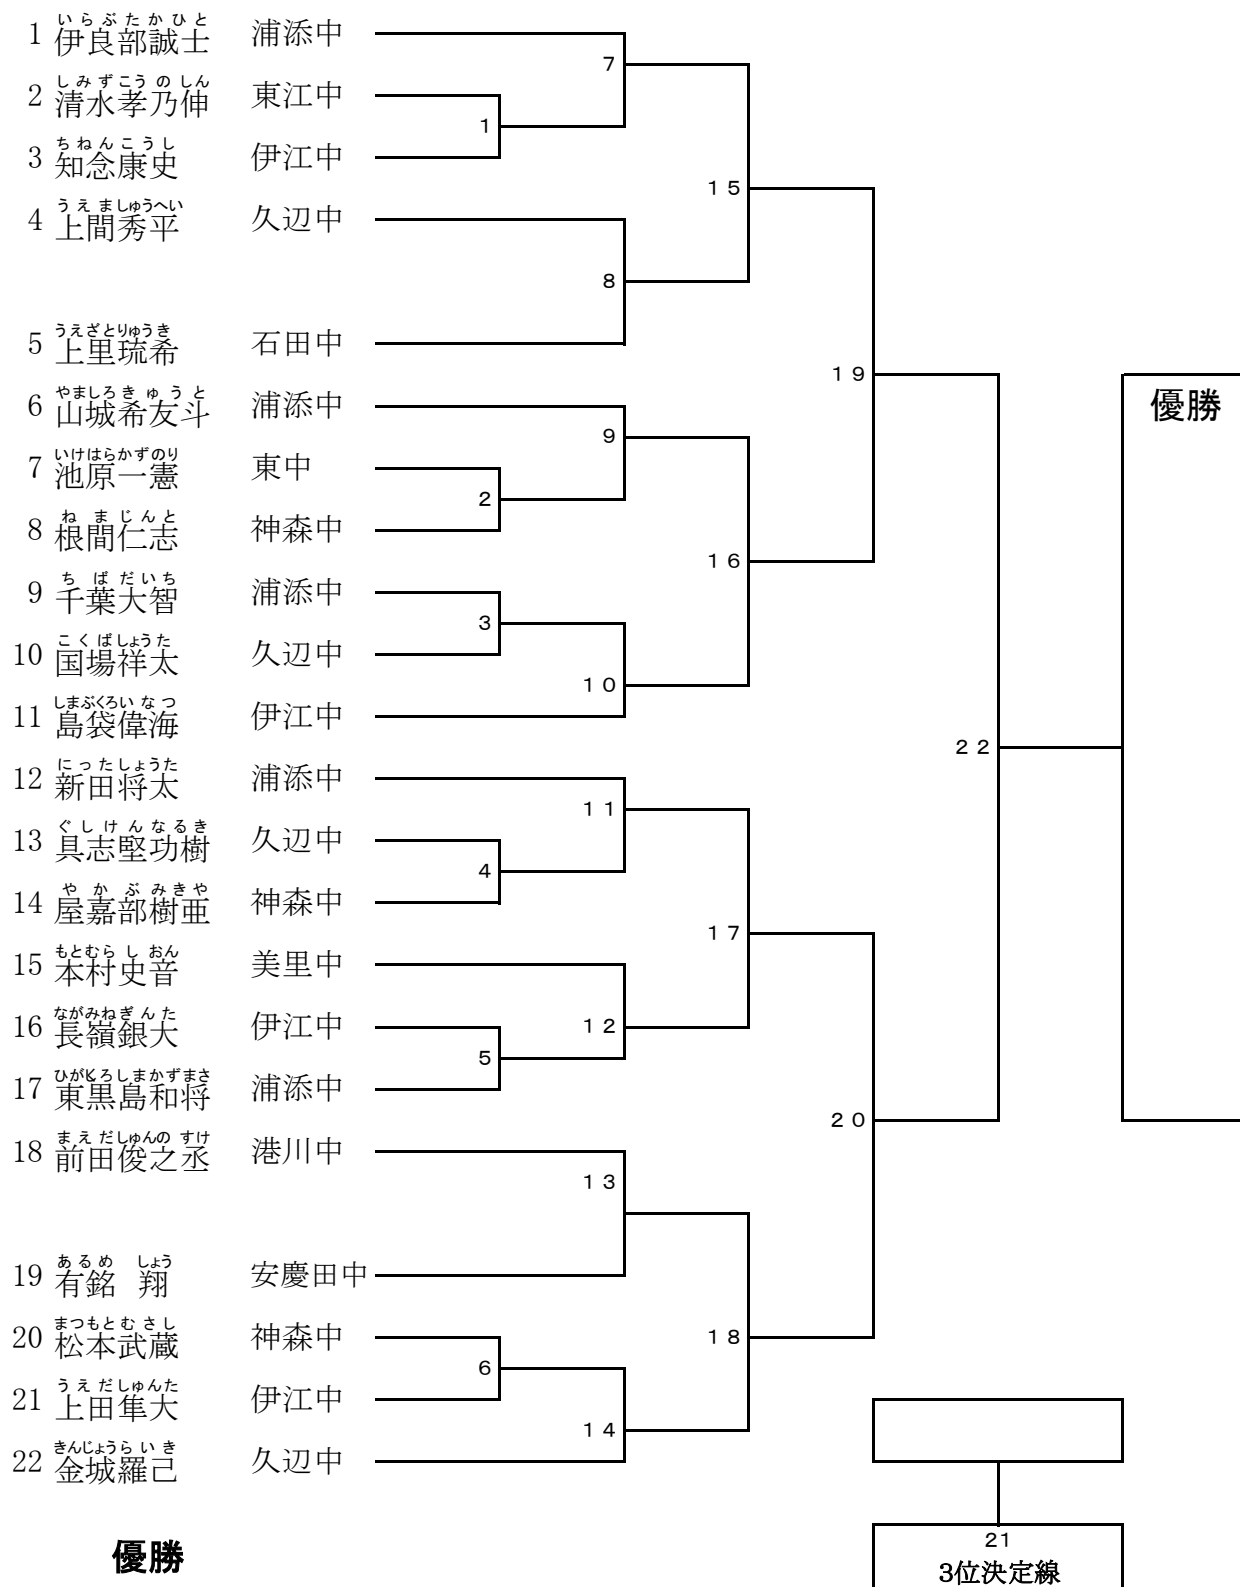 いらぶたかひと
1 伊良部誠士 浦添中
しみずこうのしん
2 清水孝乃伸 東江中
ちねんこうし
3 知念康史 伊江中
うえましゅうへい
4 上間秀平 久辺中
うえざとりゅうき
5 上里琉希 石田中
やましろきゅうと
6 山城希友斗 浦添中
いけはらかずのり
7 池原一憲 東中
ねまじんと
8 根間仁志 神森中
ちばだいち
9 千葉大智 浦添中
こくばしょうた
10 国場祥太 久辺中
しまぶくろいなつ
11 島袋偉海 伊江中
にったしょうた
12 新田将太 浦添中
ぐしけんなるき
13 具志堅功樹 久辺中
やかぶみきや
14 屋嘉部樹亜 神森中
もとむらしおん
15 本村史音 美里中
ながみねぎんた
16 長嶺銀大 伊江中
ひがしくろしまかずまさ
17 東黒島和将 浦添中
まえだしゅんのすけ
18 前田俊之丞 港川中
あるめ しょう
19 有銘 翔 安慶田中
まつもとむさし
20 松本武蔵 神森中
うえだしゅんた
21 上田隼大 伊江中
きんじょうらいき
22 金城羅己 久辺中
1
2
3
4
5
6
7
8
9
10
11
12
13
14
15
16
17
18
19
20
22
優勝
21
3位決定線
優勝